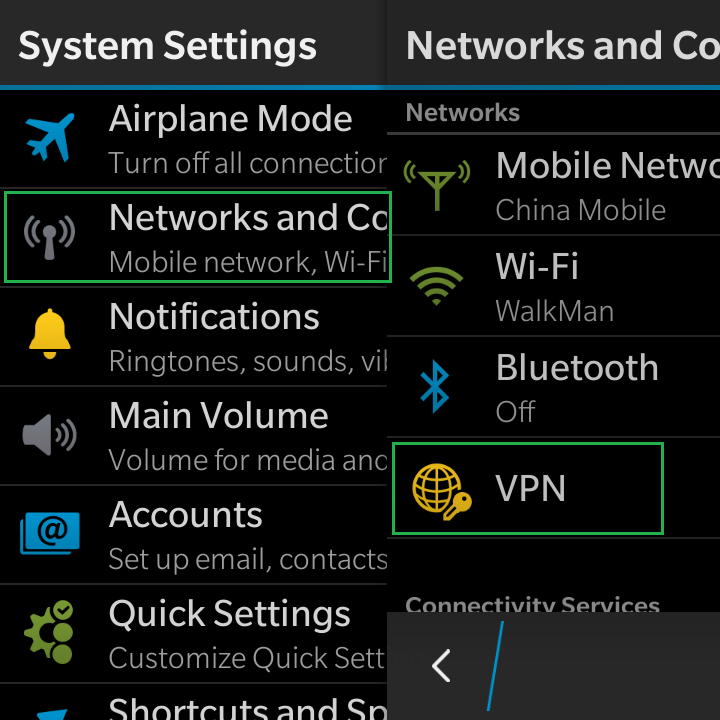 System Settings
Airplane Mode
Turn off all connection
Networks and Co
Mobile network, Wi-Fi
Notifications
Ringtones, sounds, vib
Main Volume
Volume for media and
Accounts
@
Set up email, contacts
Quick Settings
Customize Quick Sett
Shortcuts and Sp
Networks and Co
Networks
Mobile Netwo
China Mobile
Wi-Fi
WalkMan
Bluetooth
Off
VPN
Connectivity Services